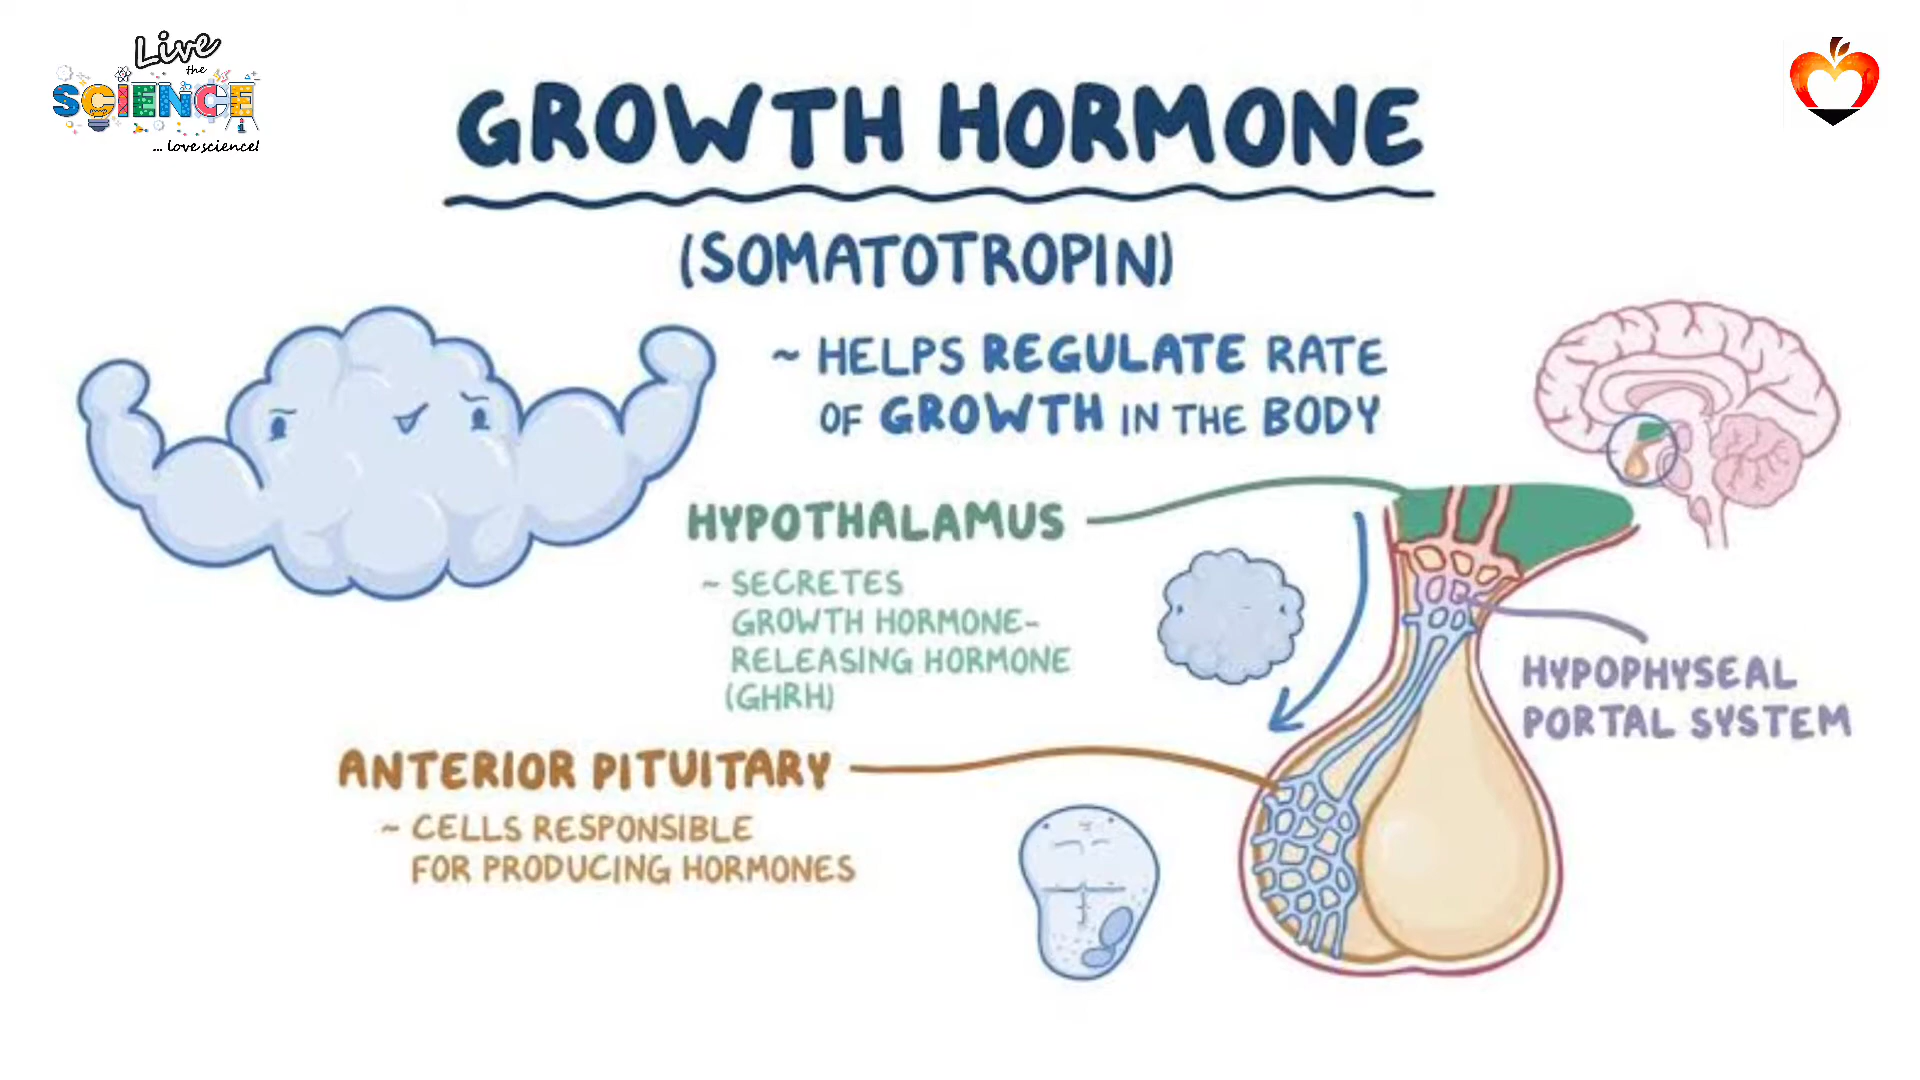 Live
the
SCIENCE
... love science!
GROWTH HORMONE
(SOMATOTROPIN)
~ HELPS REGULATE RATE
OF GROWTH IN THE BODY
HYPOTHALAMUS
~ SECRETES
GROWTH HORMONE-
RELEASING HORMONE
(GHRH)
HYPOPHYSEAL
PORTAL SYSTEM
ANTERIOR PITUITARY
~ CELLS RESPONSIBLE
FOR PRODUCING HORMONES